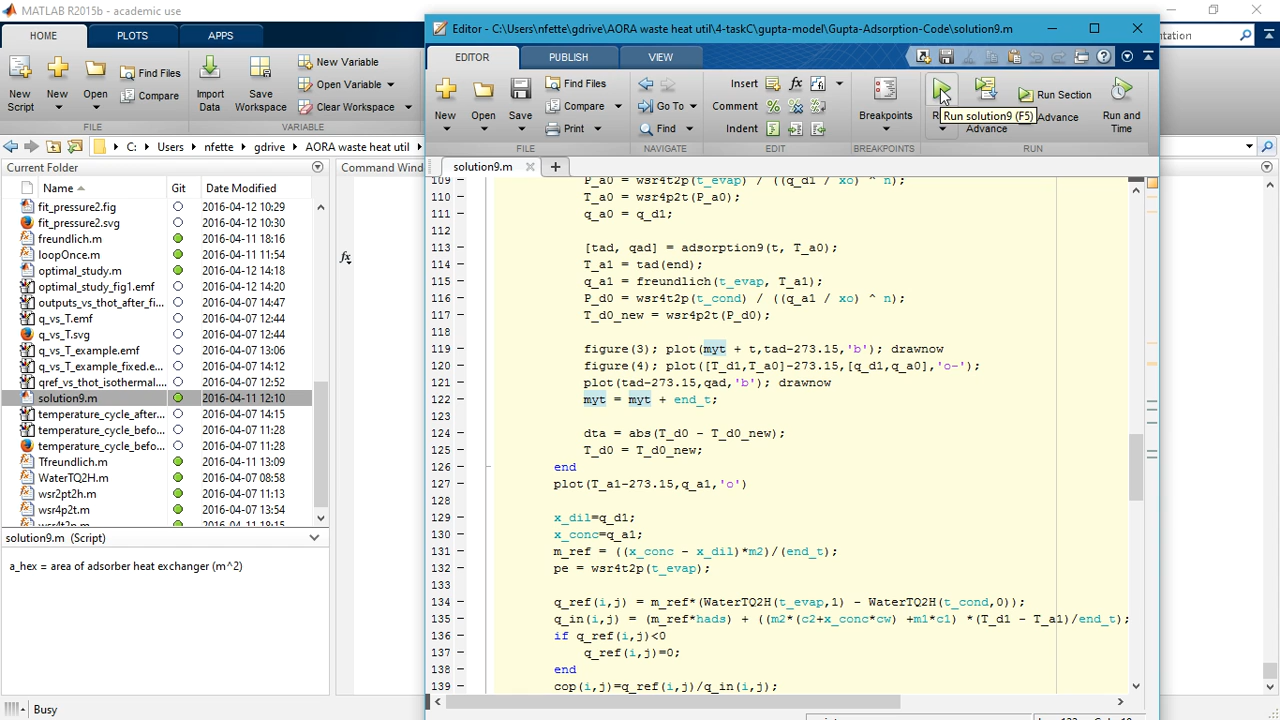 MATLAB R2015b - academic use
HOME
PLOTS
APPS
New Script
New
Open
Find Files
Compare
Import Data
Save Workspace
New Variable
Open Variable
Clear Workspace
FILE
VARIABLE
C:
Users
nfette
gdrive
AORA waste heat util
Current Folder
Name
Git
Date Modified
fit_pressure2.fig 2016-04-12 10:29
fit_pressure2.svg 2016-04-12 10:30
freundlich.m 2016-04-11 18:16
loopOnce.m 2016-04-11 11:54
optimal_study.m 2016-04-12 14:18
optimal_study_fig1.emf 2016-04-12 14:20
outputs_vs_thot_after_fi... 2016-04-07 14:47
q_vs_T.emf 2016-04-07 12:44
q_vs_T.svg 2016-04-07 12:44
q_vs_T_example.emf 2016-04-07 13:06
q_vs_T_example_fixed.e... 2016-04-07 14:11
qref_vs_thot_isothermal.... 2016-04-07 12:52
solution9.m 2016-04-11 12:10
temperature_cycle_after... 2016-04-07 14:15
temperature_cycle_befo... 2016-04-07 11:28
temperature_cycle_befo... 2016-04-07 11:28
Tfreundlich.m 2016-04-11 13:09
WaterTQ2H.m 2016-04-07 08:58
wsr2pt2h.m 2016-04-07 11:13
wsr4p2t.m 2016-04-07 13:54
wsr4t2p.m 2016-04-11 18:15
solution9.m (Script)
a_hex = area of adsorber heat exchanger (m^2)
Busy
Command Wind
fx
ntation
Editor - C:\Users\nfette\gdrive\AORA waste heat util\4-taskC\gupta-model\Gupta-Adsorption-Code\solution9.m
EDITOR
PUBLISH
VIEW
New
Open
Save
Find Files
Compare
Print
Go To
Find
Insert
fx
Comment
Indent
Breakpoints
R
Run solution9 (F5)
Advance
Run Section
Advance
Run and Time
FILE
NAVIGATE
EDIT
BREAKPOINTS
RUN
solution9.m
109 – P_a0 = wsr4t2p(t_evap) / ((q_d1 / xo) ^ n);
110 – T_a0 = wsr4p2t(P_a0);
111 – q_a0 = q_d1;
112
113 – [tad, qad] = adsorption9(t, T_a0);
114 – T_a1 = tad(end);
115 – q_a1 = freundlich(t_evap, T_a1);
116 – P_d0 = wsr4t2p(t_cond) / ((q_a1 / xo) ^ n);
117 – T_d0_new = wsr4p2t(P_d0);
118
119 – figure(3); plot(myt + t,tad-273.15,'b'); drawnow
120 – figure(4); plot([T_d1,T_a0]-273.15,[q_d1,q_a0],'o-');
121 – plot(tad-273.15,qad,'b'); drawnow
122 – myt = myt + end_t;
123
124 – dta = abs(T_d0 - T_d0_new);
125 – T_d0 = T_d0_new;
126 – end
127 – plot(T_a1-273.15,q_a1,'o')
128
129 – x_dil=q_d1;
130 – x_conc=q_a1;
131 – m_ref = ((x_conc - x_dil)*m2)/(end_t);
132 – pe = wsr4t2p(t_evap);
133
134 – q_ref(i,j) = m_ref*(WaterTQ2H(t_evap,1) - WaterTQ2H(t_cond,0));
135 – q_in(i,j) = (m_ref*hads) + ((m2*(c2+x_conc*cw) +m1*c1) *(T_d1 - T_a1)/end_t);
136 – if q_ref(i,j)<0
137 – q_ref(i,j)=0;
138 – end
139 – cop(i,j)=q_ref(i,j)/q_in(i,j);